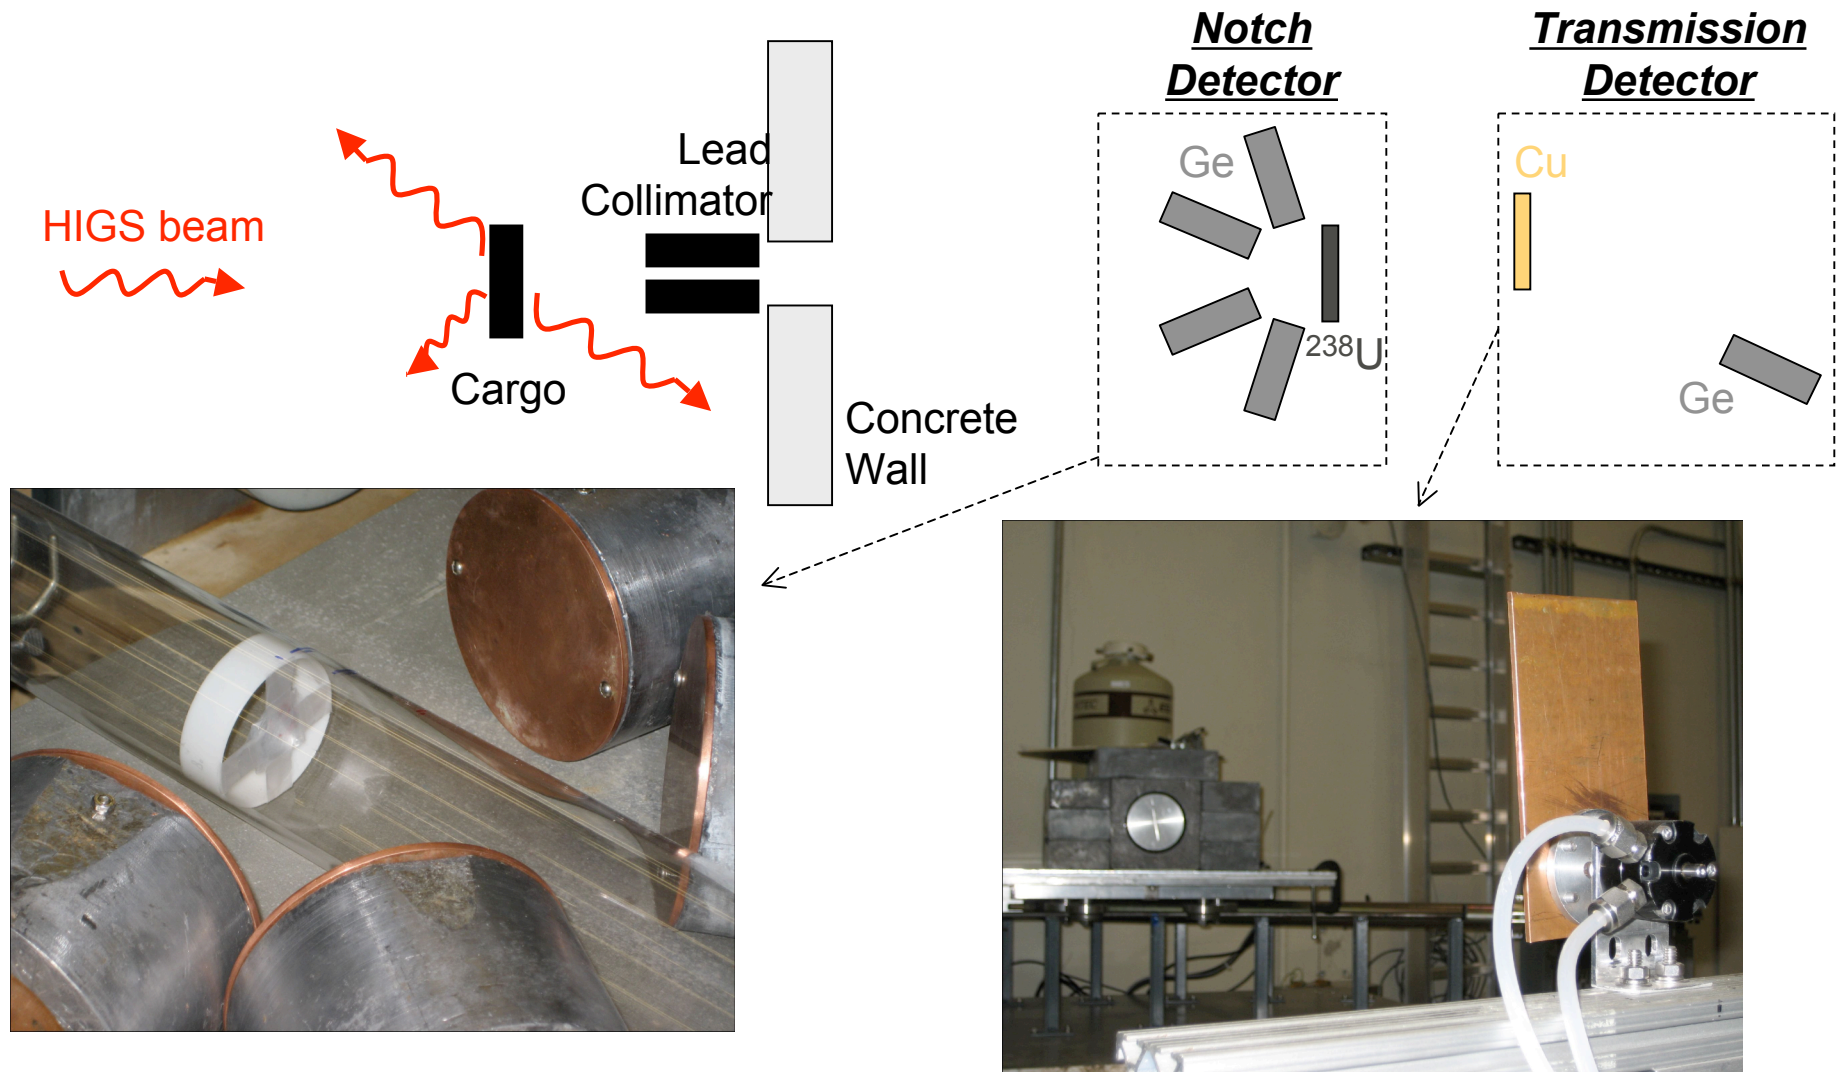 Notch
Detector
Transmission
Detector
HIGS beam
Lead
Collimator
Cargo
Concrete
Wall
Ge
238U
Cu
Ge